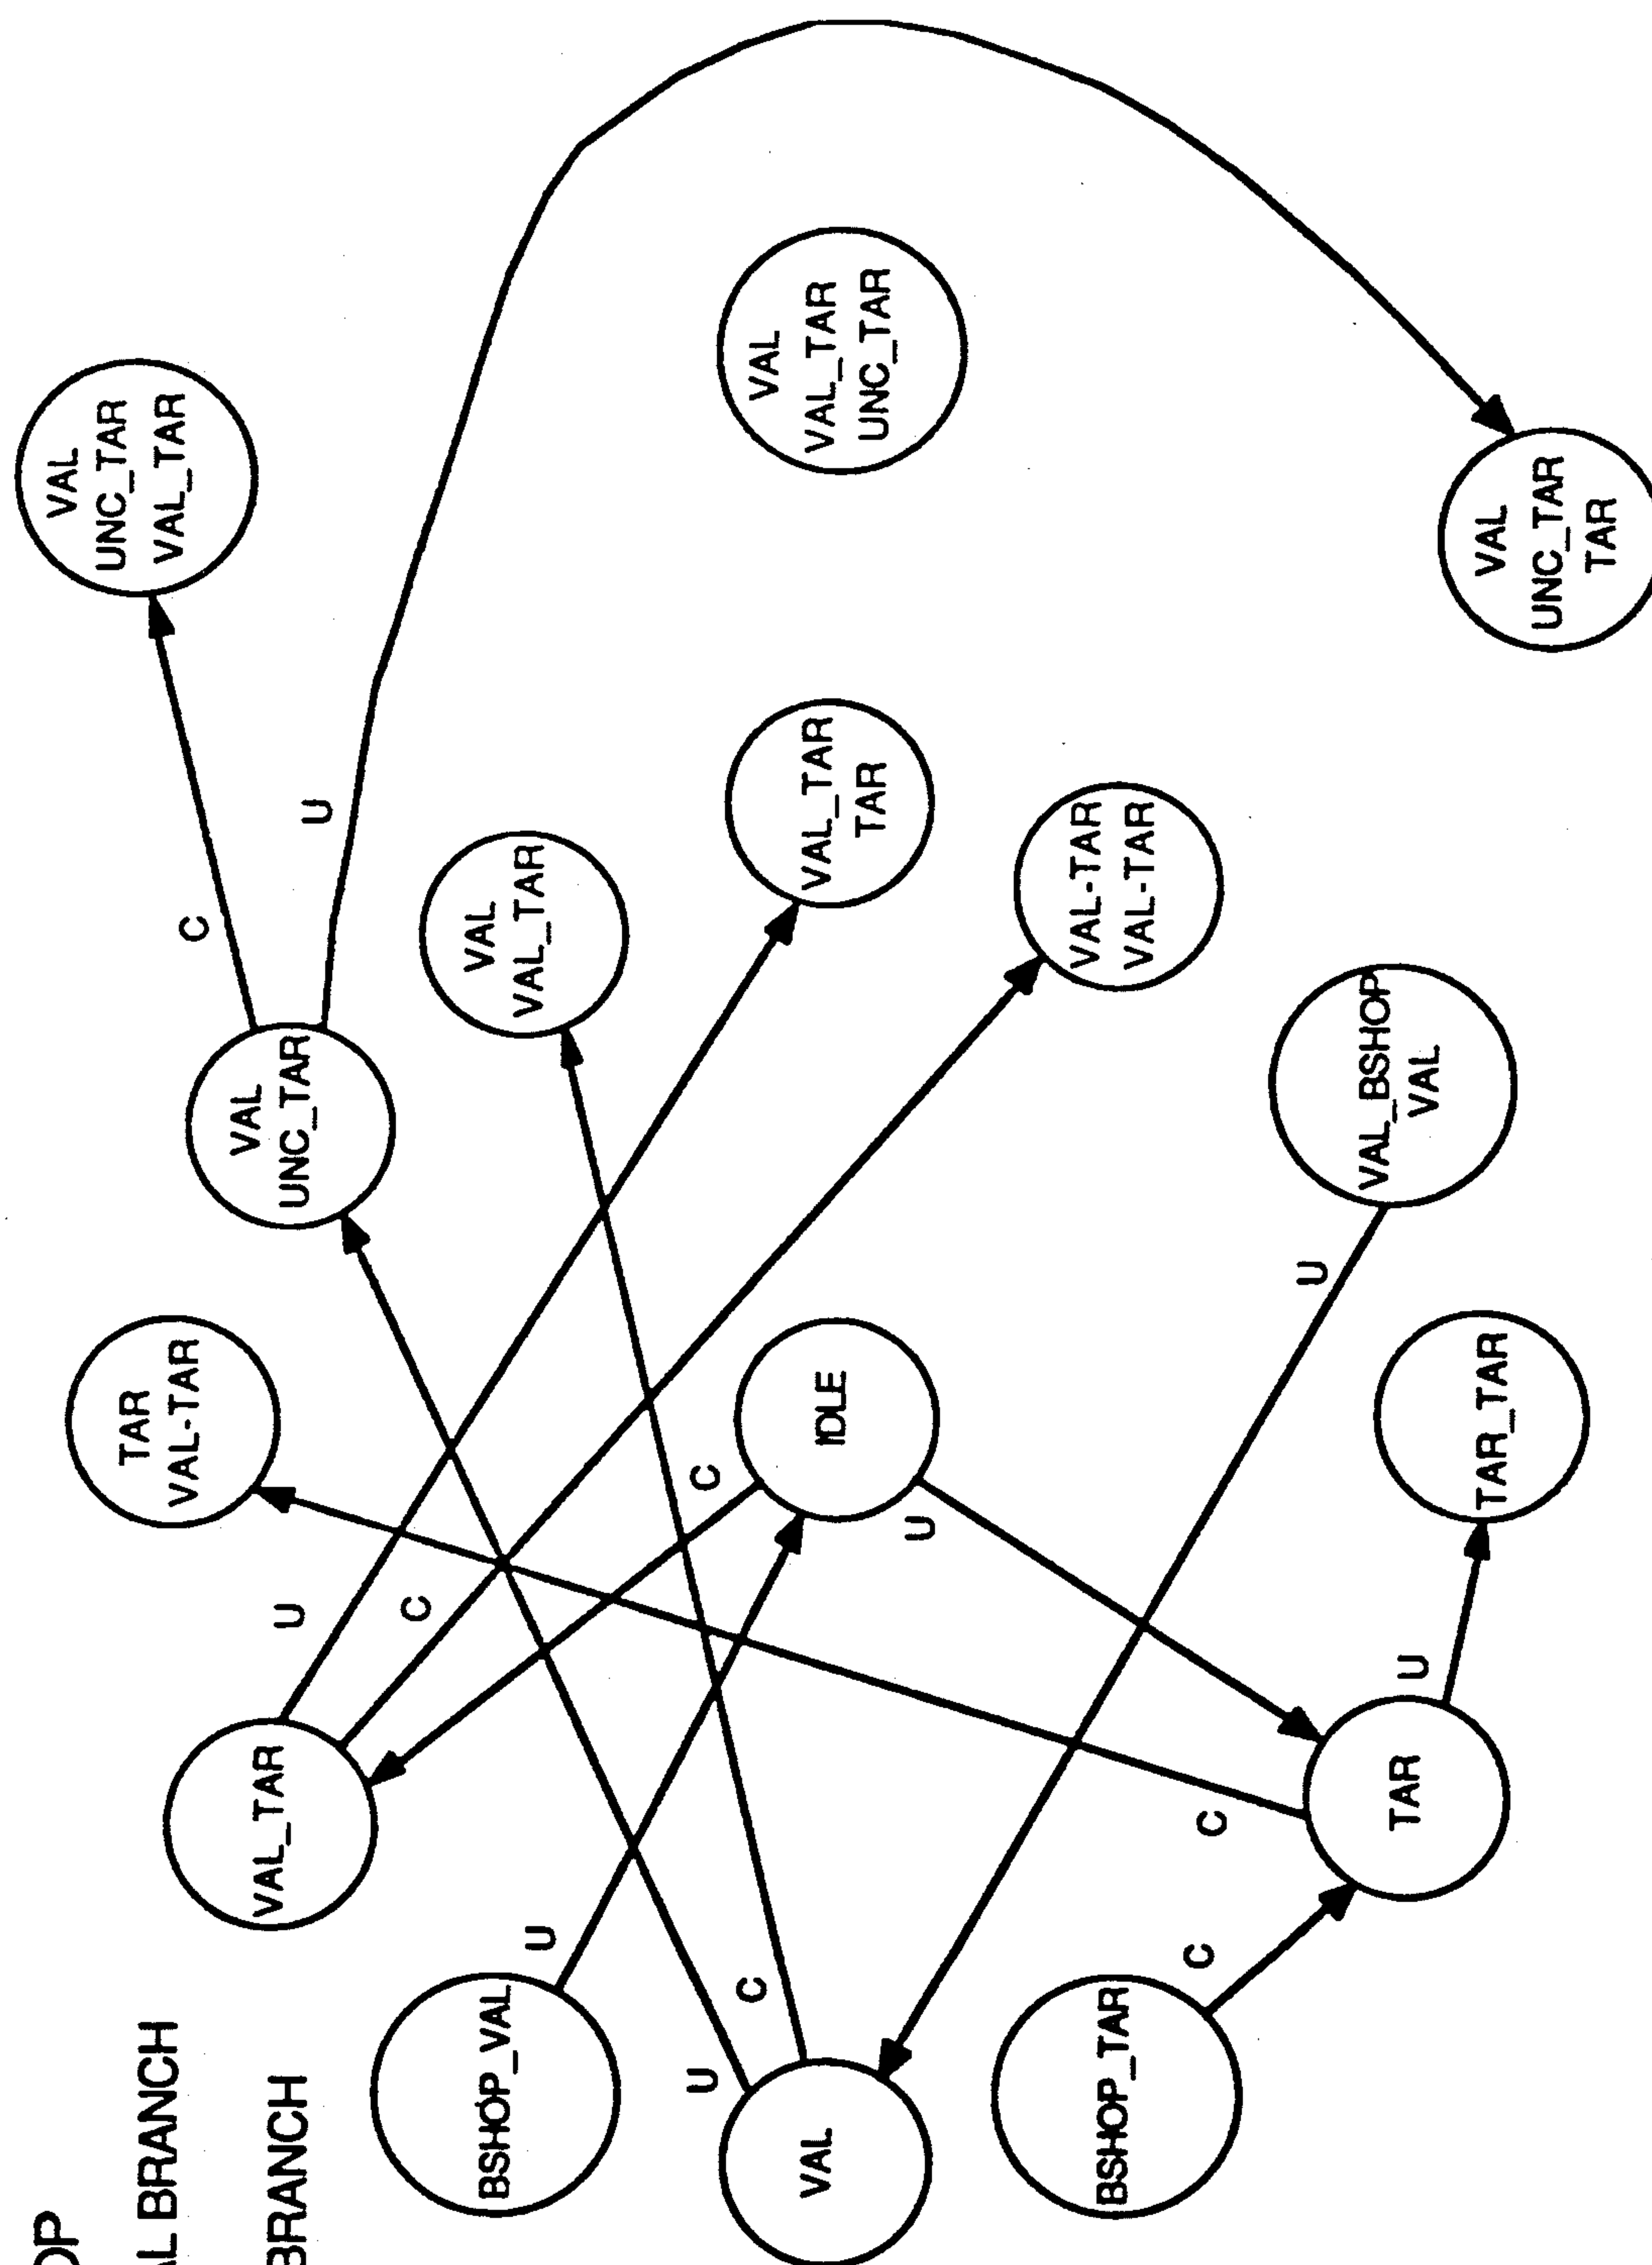 OP
AL BRANCH
BRANCH
TAR
VAL-TAR
VAL
UNC_TAR
VAL_TAR
C
VAL_TAR
U
VAL
UNC_TAR
U
C
BSHOP_VAL
U
VAL
VAL_TAR
U
C
C
VAL
IDLE
VAL_TAR
TAR
VAL
VAL_TAR
UNC_TAR
U
BSHOP_TAR
VAL-TAR
VAL-TAR
C
C
U
VAL_BSHOP
VAL
TAR
U
TAR_TAR
VAL
UNC_TAR
TAR